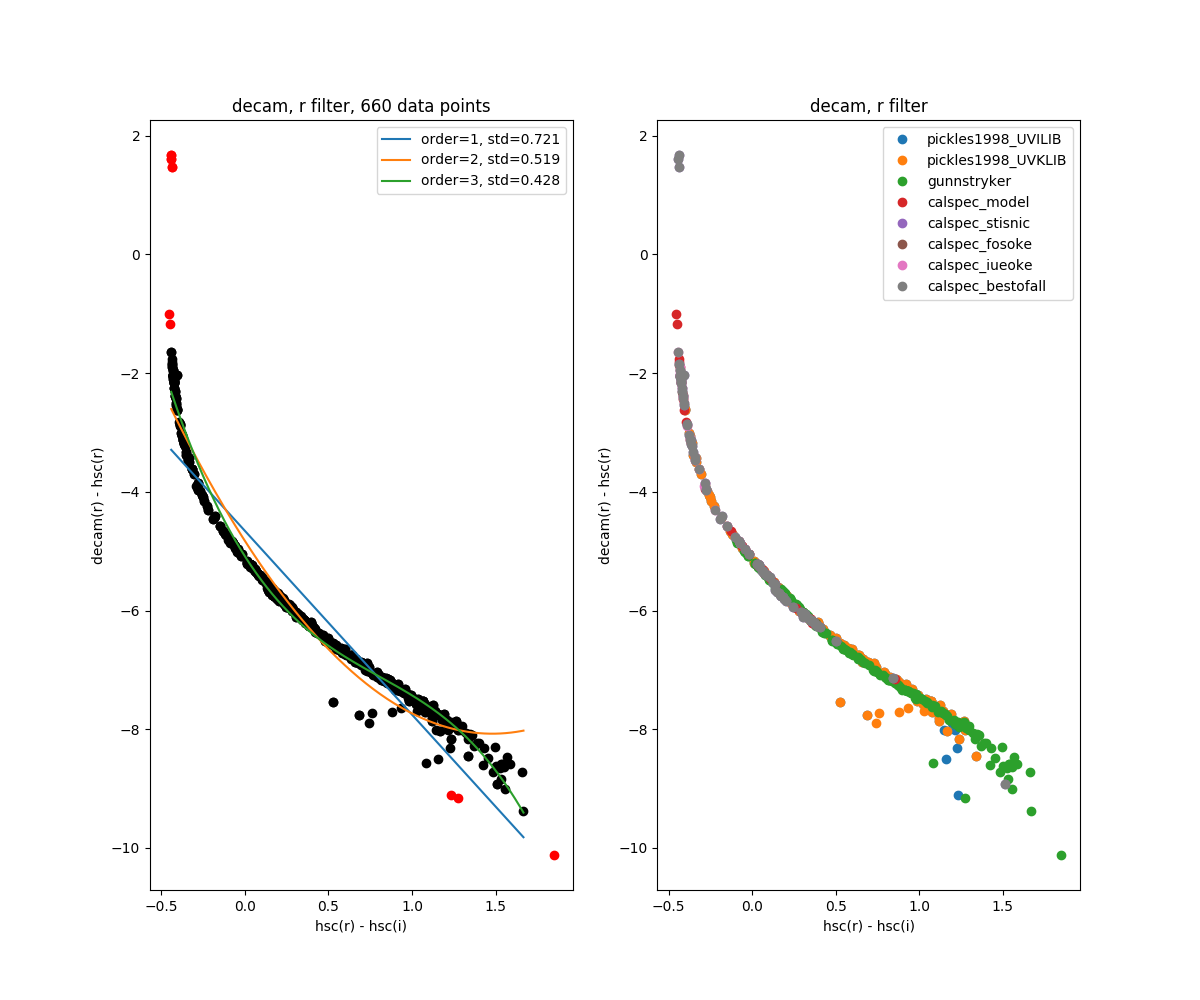 decam, r filter, 660 data points
order=1, std=0.721
order=2, std=0.519
order=3, std=0.428
2
0
−2
−4
−6
−8
−10
decam(r) - hsc(r)
−0.5
0.0
0.5
1.0
1.5
hsc(r) - hsc(i)
decam, r filter
pickles1998_UVILIB
pickles1998_UVKLIB
gunnstryker
calspec_model
calspec_stisnic
calspec_fosoke
calspec_iueoke
calspec_bestofall
2
0
−2
−4
−6
−8
−10
decam(r) - hsc(r)
−0.5
0.0
0.5
1.0
1.5
hsc(r) - hsc(i)